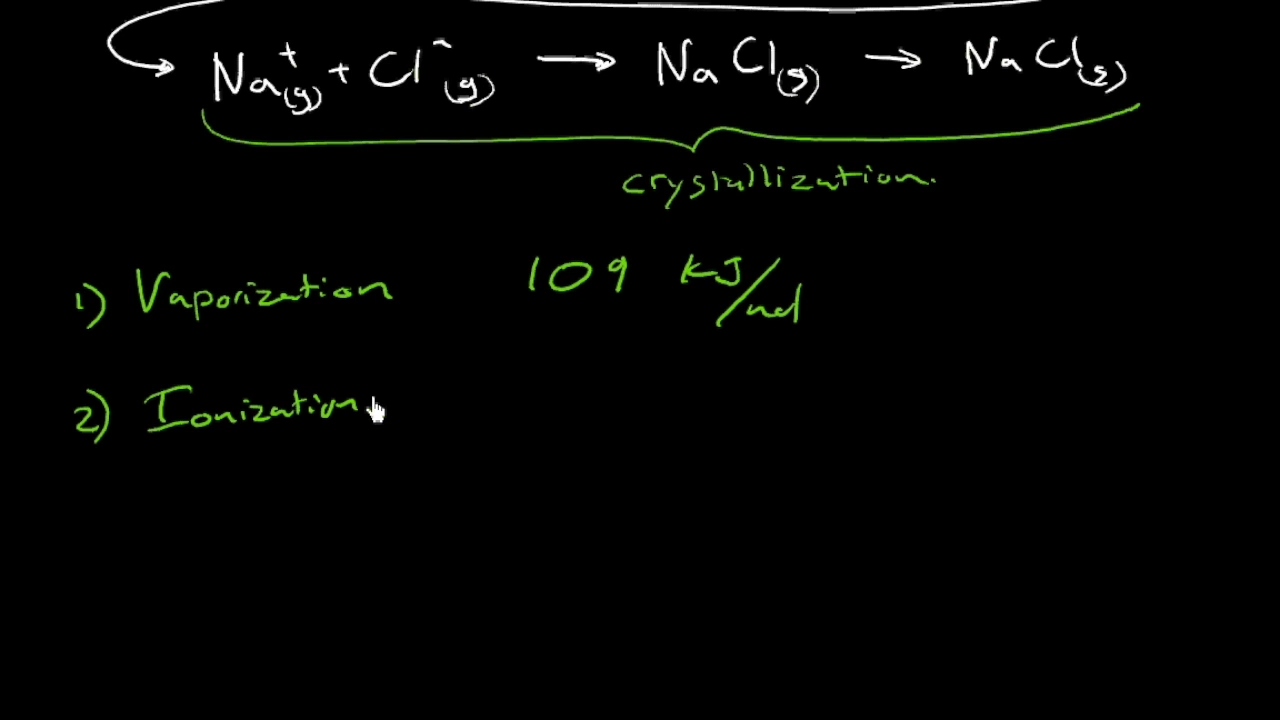 Na⁺(g) + Cl⁻(g) → NaCl(g) → NaCl(s)
crystallization.
1) Vaporization 109 kJ/mol
2) Ionization